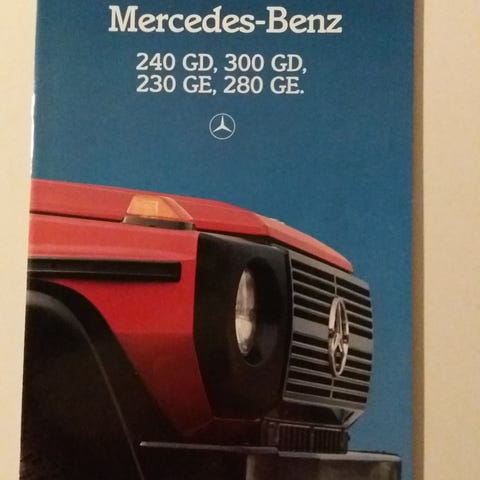 Mercedes-Benz
240 GD, 300 GD,
230 GE, 280 GE.